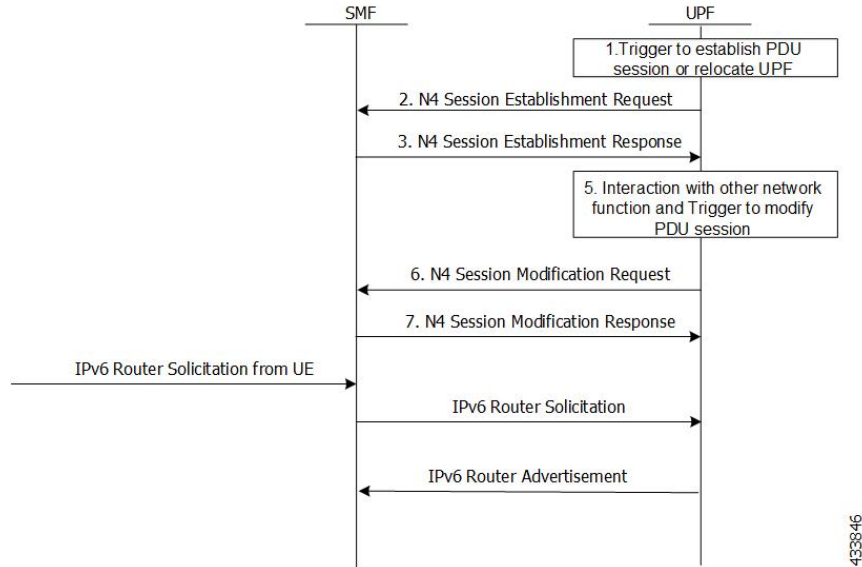 SMF
UPF
1.Trigger to establish PDU
session or relocate UPF
2. N4 Session Establishment Request
3. N4 Session Establishment Response
5. Interaction with other network
function and Trigger to modify
PDU session
6. N4 Session Modification Request
7. N4 Session Modification Response
IPv6 Router Solicitation from UE
IPv6 Router Solicitation
IPv6 Router Advertisement
433846